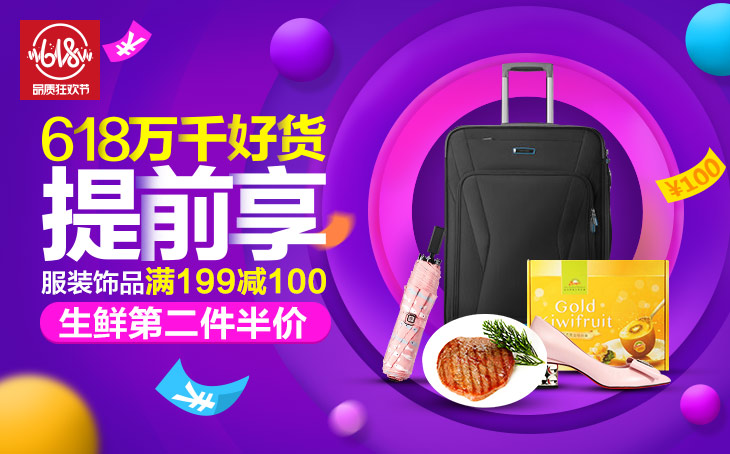 618
品质狂欢节
618万千好货
提前享
服装饰品满199减100
生鲜第二件半价
¥
¥100
Gold
Kiwifruit
¥